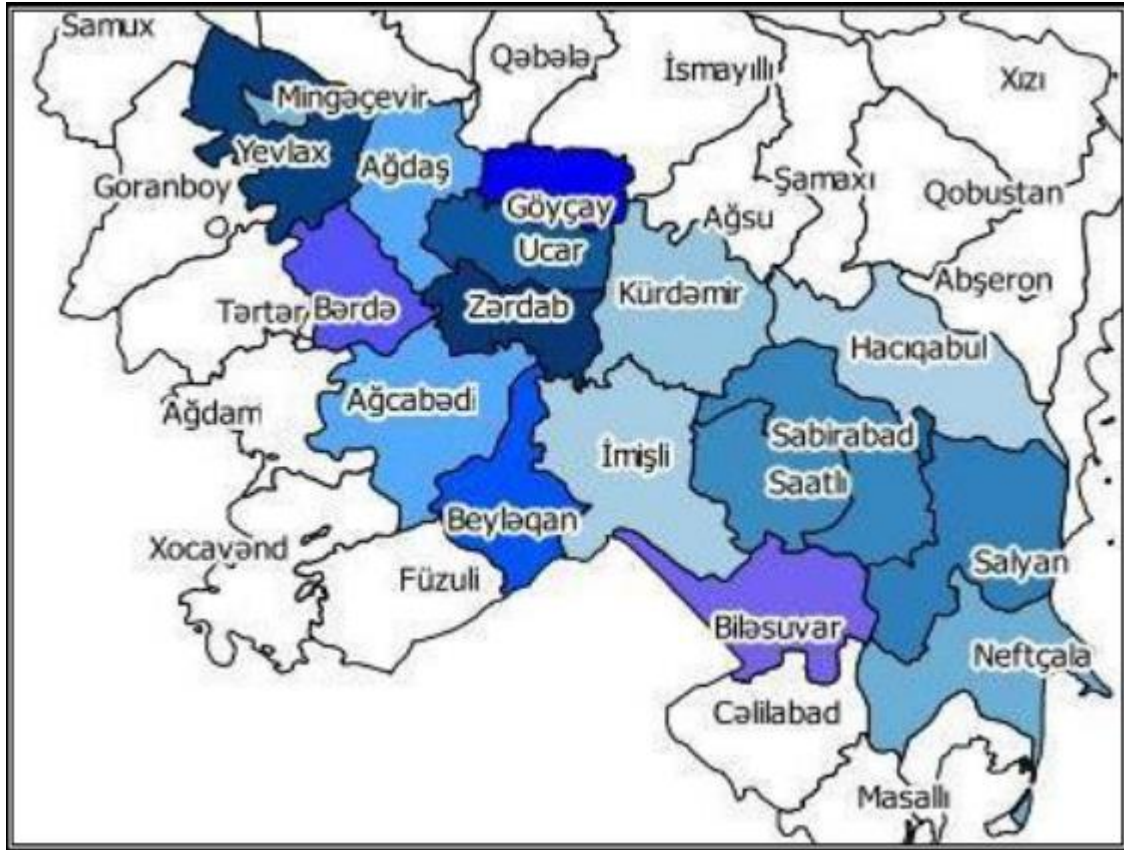 Samux
Qəbələ
İsmayıllı
Xızı
Mingəçevir
Yevlax
Ağdaş
Goranboy
Göyçay
Şamaxı
Qobustan
Ağsu
Ucar
Abşeron
Tərtər
Bərdə
Zərdab
Kürdəmir
Hacıqabul
Ağdam
Ağcabədi
İmişli
Sabirabad
Saatlı
Beyləqan
Xocavənd
Füzuli
Salyan
Biləsuvar
Neftçala
Cəlilabad
Masallı